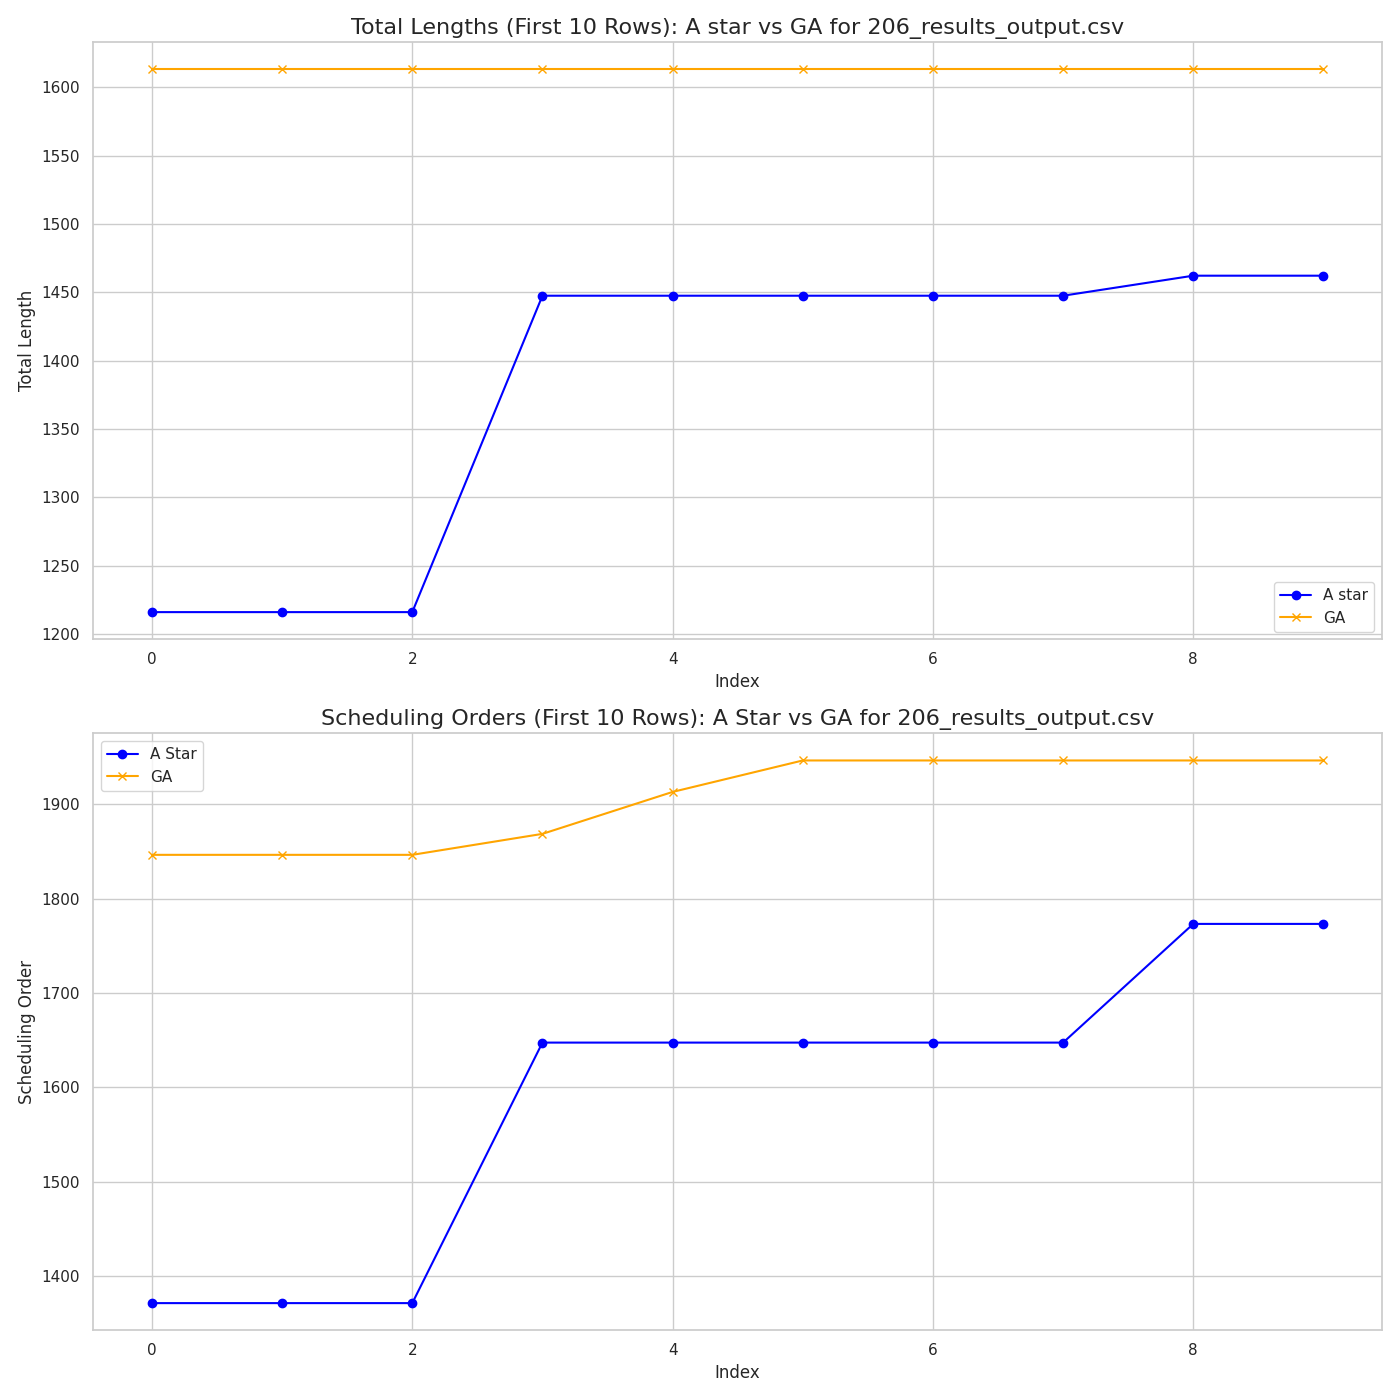 Total Lengths (First 10 Rows): A star vs GA for 206_results_output.csv
1600
1550
1500
1450
1400
1350
1300
1250
1200
Total Length
A star
GA
0 2 4 6 8
Index
Scheduling Orders (First 10 Rows): A Star vs GA for 206_results_output.csv
A Star
GA
1900
1800
1700
1600
1500
1400
Scheduling Order
0 2 4 6 8
Index